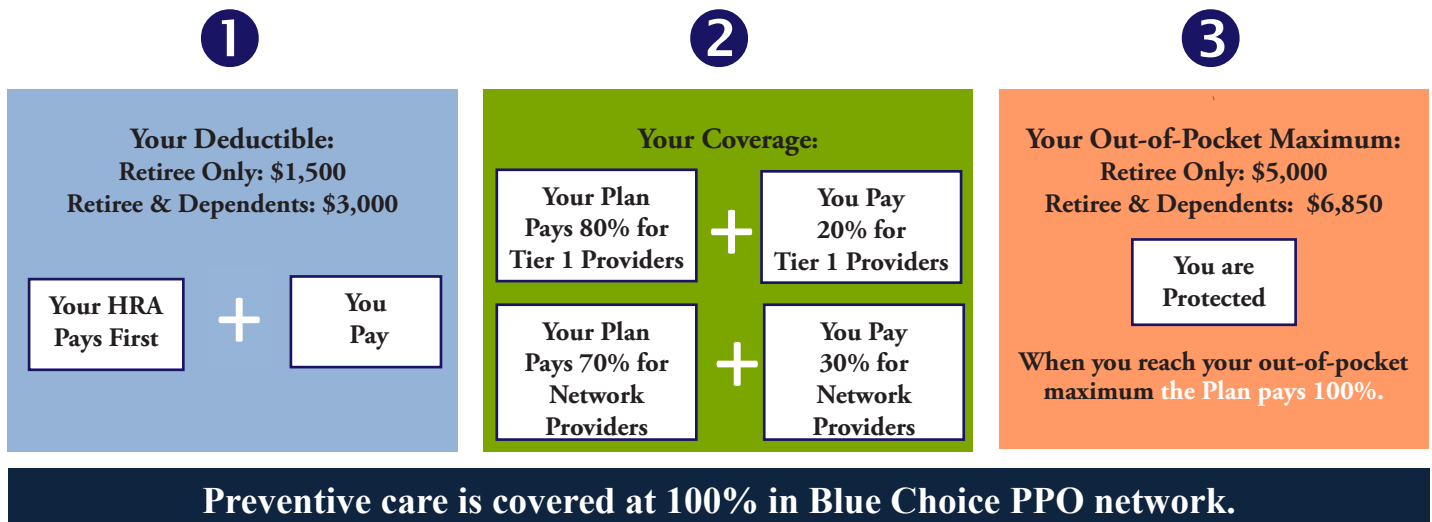 1
2
3
Your Deductible:
Retiree Only: $1,500
Retiree & Dependents: $3,000
Your HRA
Pays First
+
You
Pay
Your Coverage:
Your Plan
Pays 80% for
Tier 1 Providers
+
You Pay
20% for
Tier 1 Providers
Your Plan
Pays 70% for
Network
Providers
+
You Pay
30% for
Network
Providers
Your Out-of-Pocket Maximum:
Retiree Only: $5,000
Retiree & Dependents: $6,850
You are
Protected
When you reach your out-of-pocket
maximum the Plan pays 100%.
Preventive care is covered at 100% in Blue Choice PPO network.